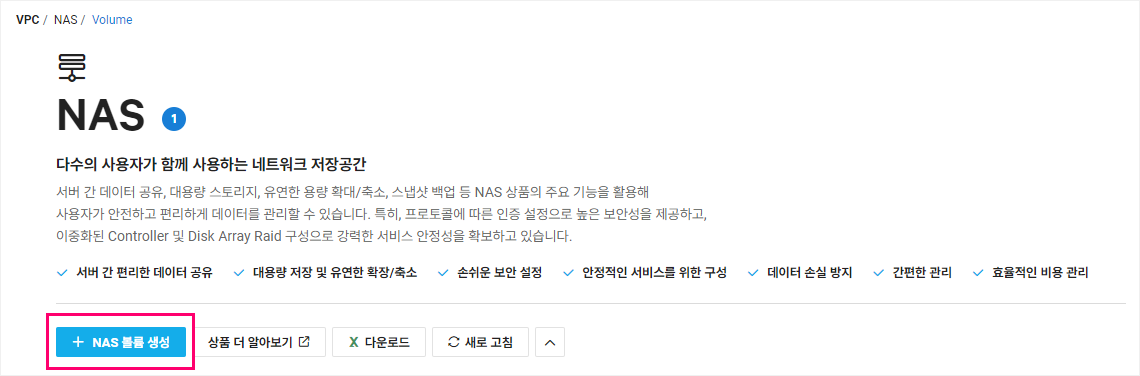 VPC / NAS / Volume
NAS 1
다수의 사용자가 함께 사용하는 네트워크 저장공간
서버 간 데이터 공유, 대용량 스토리지, 유연한 용량 확대/축소, 스냅샷 백업 등 NAS 상품의 주요 기능을 활용해
사용자가 안전하고 편리하게 데이터를 관리할 수 있습니다. 특히, 프로토콜에 따른 인증 설정으로 높은 보안성을 제공하고,
이중화된 Controller 및 Disk Array Raid 구성으로 강력한 서비스 안정성을 확보하고 있습니다.
서버 간 편리한 데이터 공유 대용량 저장 및 유연한 확장/축소 손쉬운 보안 설정 안정적인 서비스를 위한 구성 데이터 손실 방지 간편한 관리 효율적인 비용 관리
+ NAS 볼륨 생성 상품 더 알아보기 X 다운로드 새로 고침